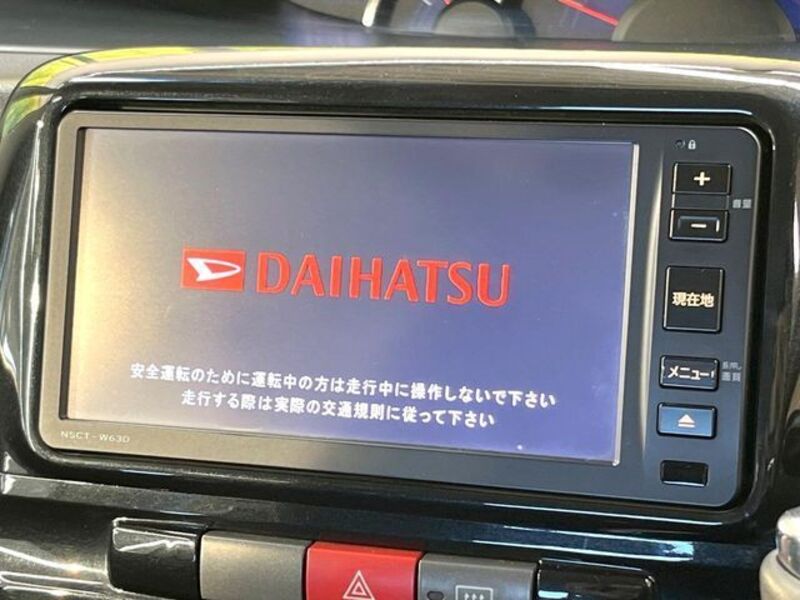 +
音量
−
DAIHATSU
現在地
安全運転のために運転中の方は走行中に操作しないで下さい
走行する際は実際の交通規則に従って下さい
メニュー
NSCT-W63D